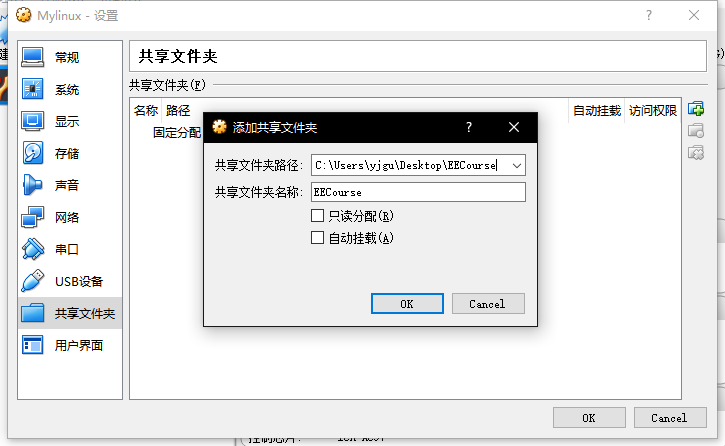 Mylinux - 设置
常规
系统
显示
存储
声音
网络
串口
USB设备
共享文件夹
用户界面
共享文件夹
共享文件夹(F)
名称 路径 自动挂载 访问权限
固定分配
添加共享文件夹
共享文件夹路径: C:\Users\yjgu\Desktop\EECourse
共享文件夹名称: EECourse
只读分配(R)
自动挂载(A)
OK Cancel
OK Cancel